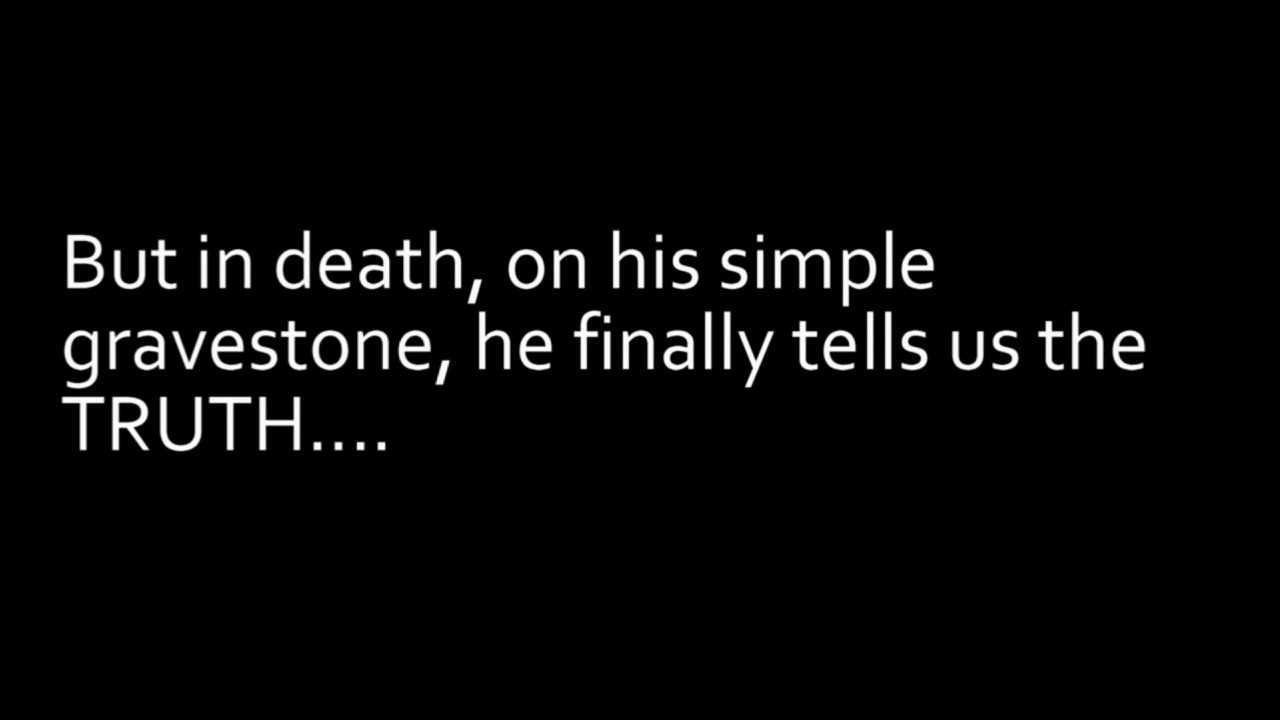 But in death, on his simple
gravestone, he finally tells us the
TRUTH....